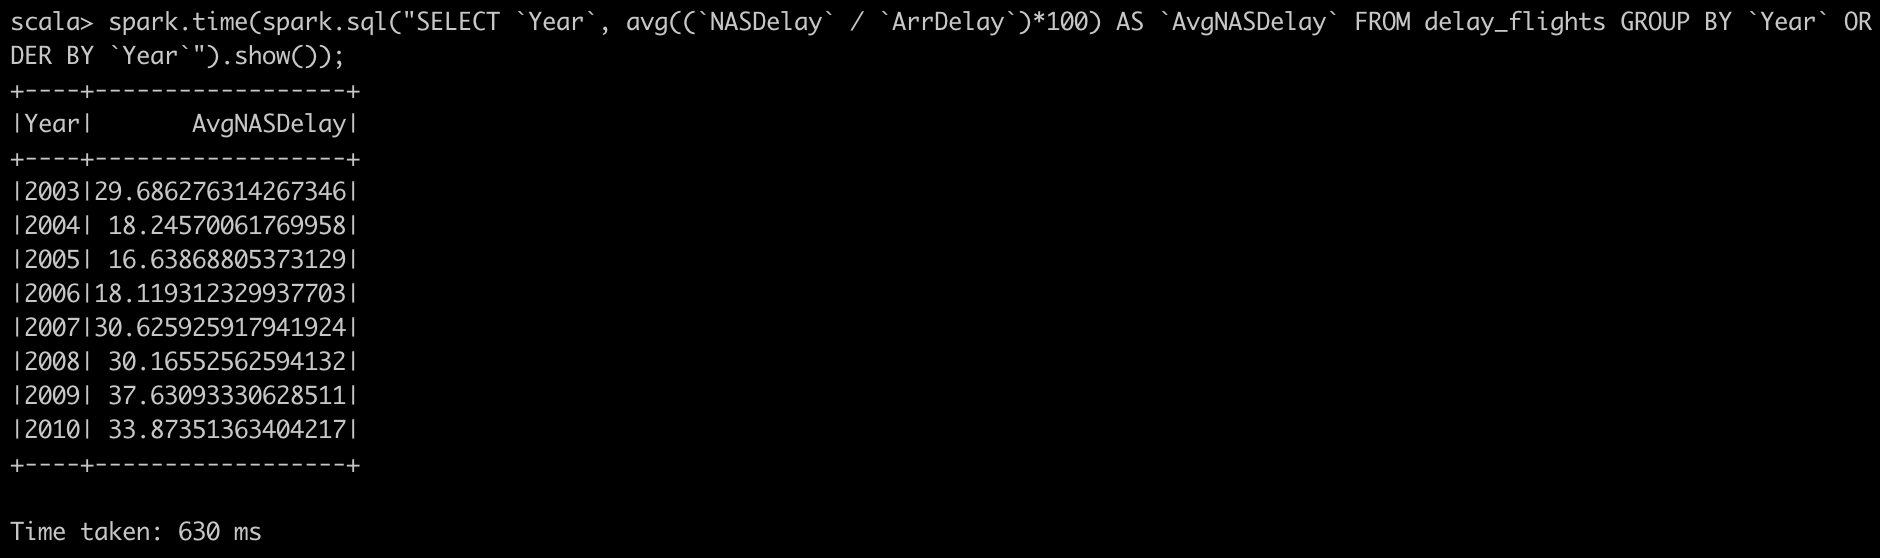 scala> spark.time(spark.sql("SELECT `Year`, avg((`NASDelay` / `ArrDelay`)*100) AS `AvgNASDelay` FROM delay_flights GROUP BY `Year` OR
DER BY `Year`").show());
+----+------------------+
|Year|       AvgNASDelay|
+----+------------------+
|2003|29.686276314267346|
|2004| 18.24570061769958|
|2005| 16.63868805373129|
|2006|18.119312329937703|
|2007|30.625925917941924|
|2008| 30.16552562594132|
|2009| 37.63093330628511|
|2010| 33.87351363404217|
+----+------------------+
Time taken: 630 ms